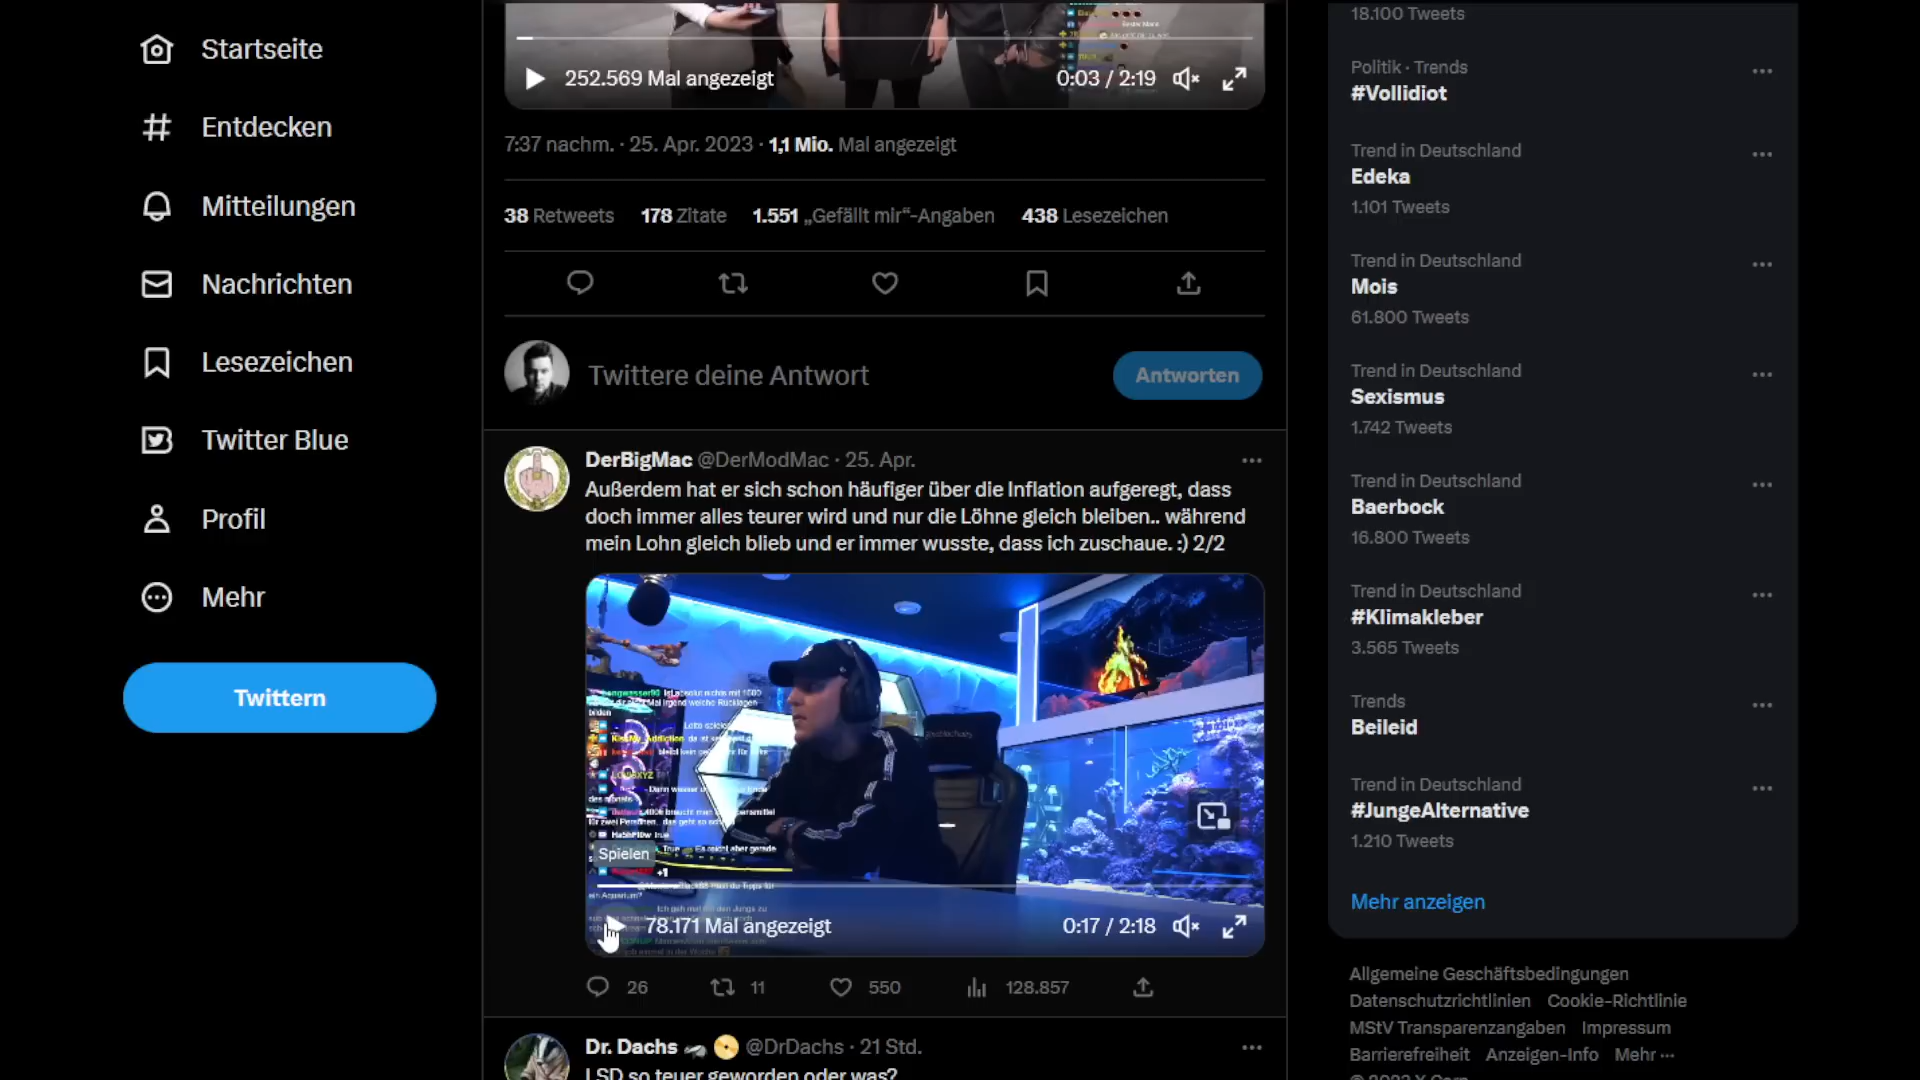 Startseite
Entdecken
Mitteilungen
Nachrichten
Lesezeichen
Twitter Blue
Profil
Mehr
Twittern
252.569 Mal angezeigt
0:03 / 2:19
7:37 nachm. · 25. Apr. 2023 · 1,1 Mio. Mal angezeigt
38 Retweets 178 Zitate 1.551 „Gefällt mir“-Angaben 438 Lesezeichen
Twittere deine Antwort
Antworten
DerBigMac @DerModMac · 25. Apr.
Außerdem hat er sich schon häufiger über die Inflation aufgeregt, dass
doch immer alles teurer wird und nur die Löhne gleich bleiben.. während
mein Lohn gleich blieb und er immer wusste, dass ich zuschaue. :) 2/2
Spielen
78.171 Mal angezeigt
0:17 / 2:18
26 11 550 128.857
Dr. Dachs @DrDachs · 21 Std.
LSD so teuer geworden oder was?
18.100 Tweets
Politik · Trends
#Vollidiot
Trend in Deutschland
Edeka
1.101 Tweets
Trend in Deutschland
Mois
61.800 Tweets
Trend in Deutschland
Sexismus
1.742 Tweets
Trend in Deutschland
Baerbock
16.800 Tweets
Trend in Deutschland
#Klimakleber
3.565 Tweets
Trends
Beileid
Trend in Deutschland
#JungeAlternative
1.210 Tweets
Mehr anzeigen
Allgemeine Geschäftsbedingungen
Datenschutzrichtlinien Cookie-Richtlinie
MStV Transparenzangaben Impressum
Barrierefreiheit Anzeigen-Info Mehr ···
© 2023 X Corp.